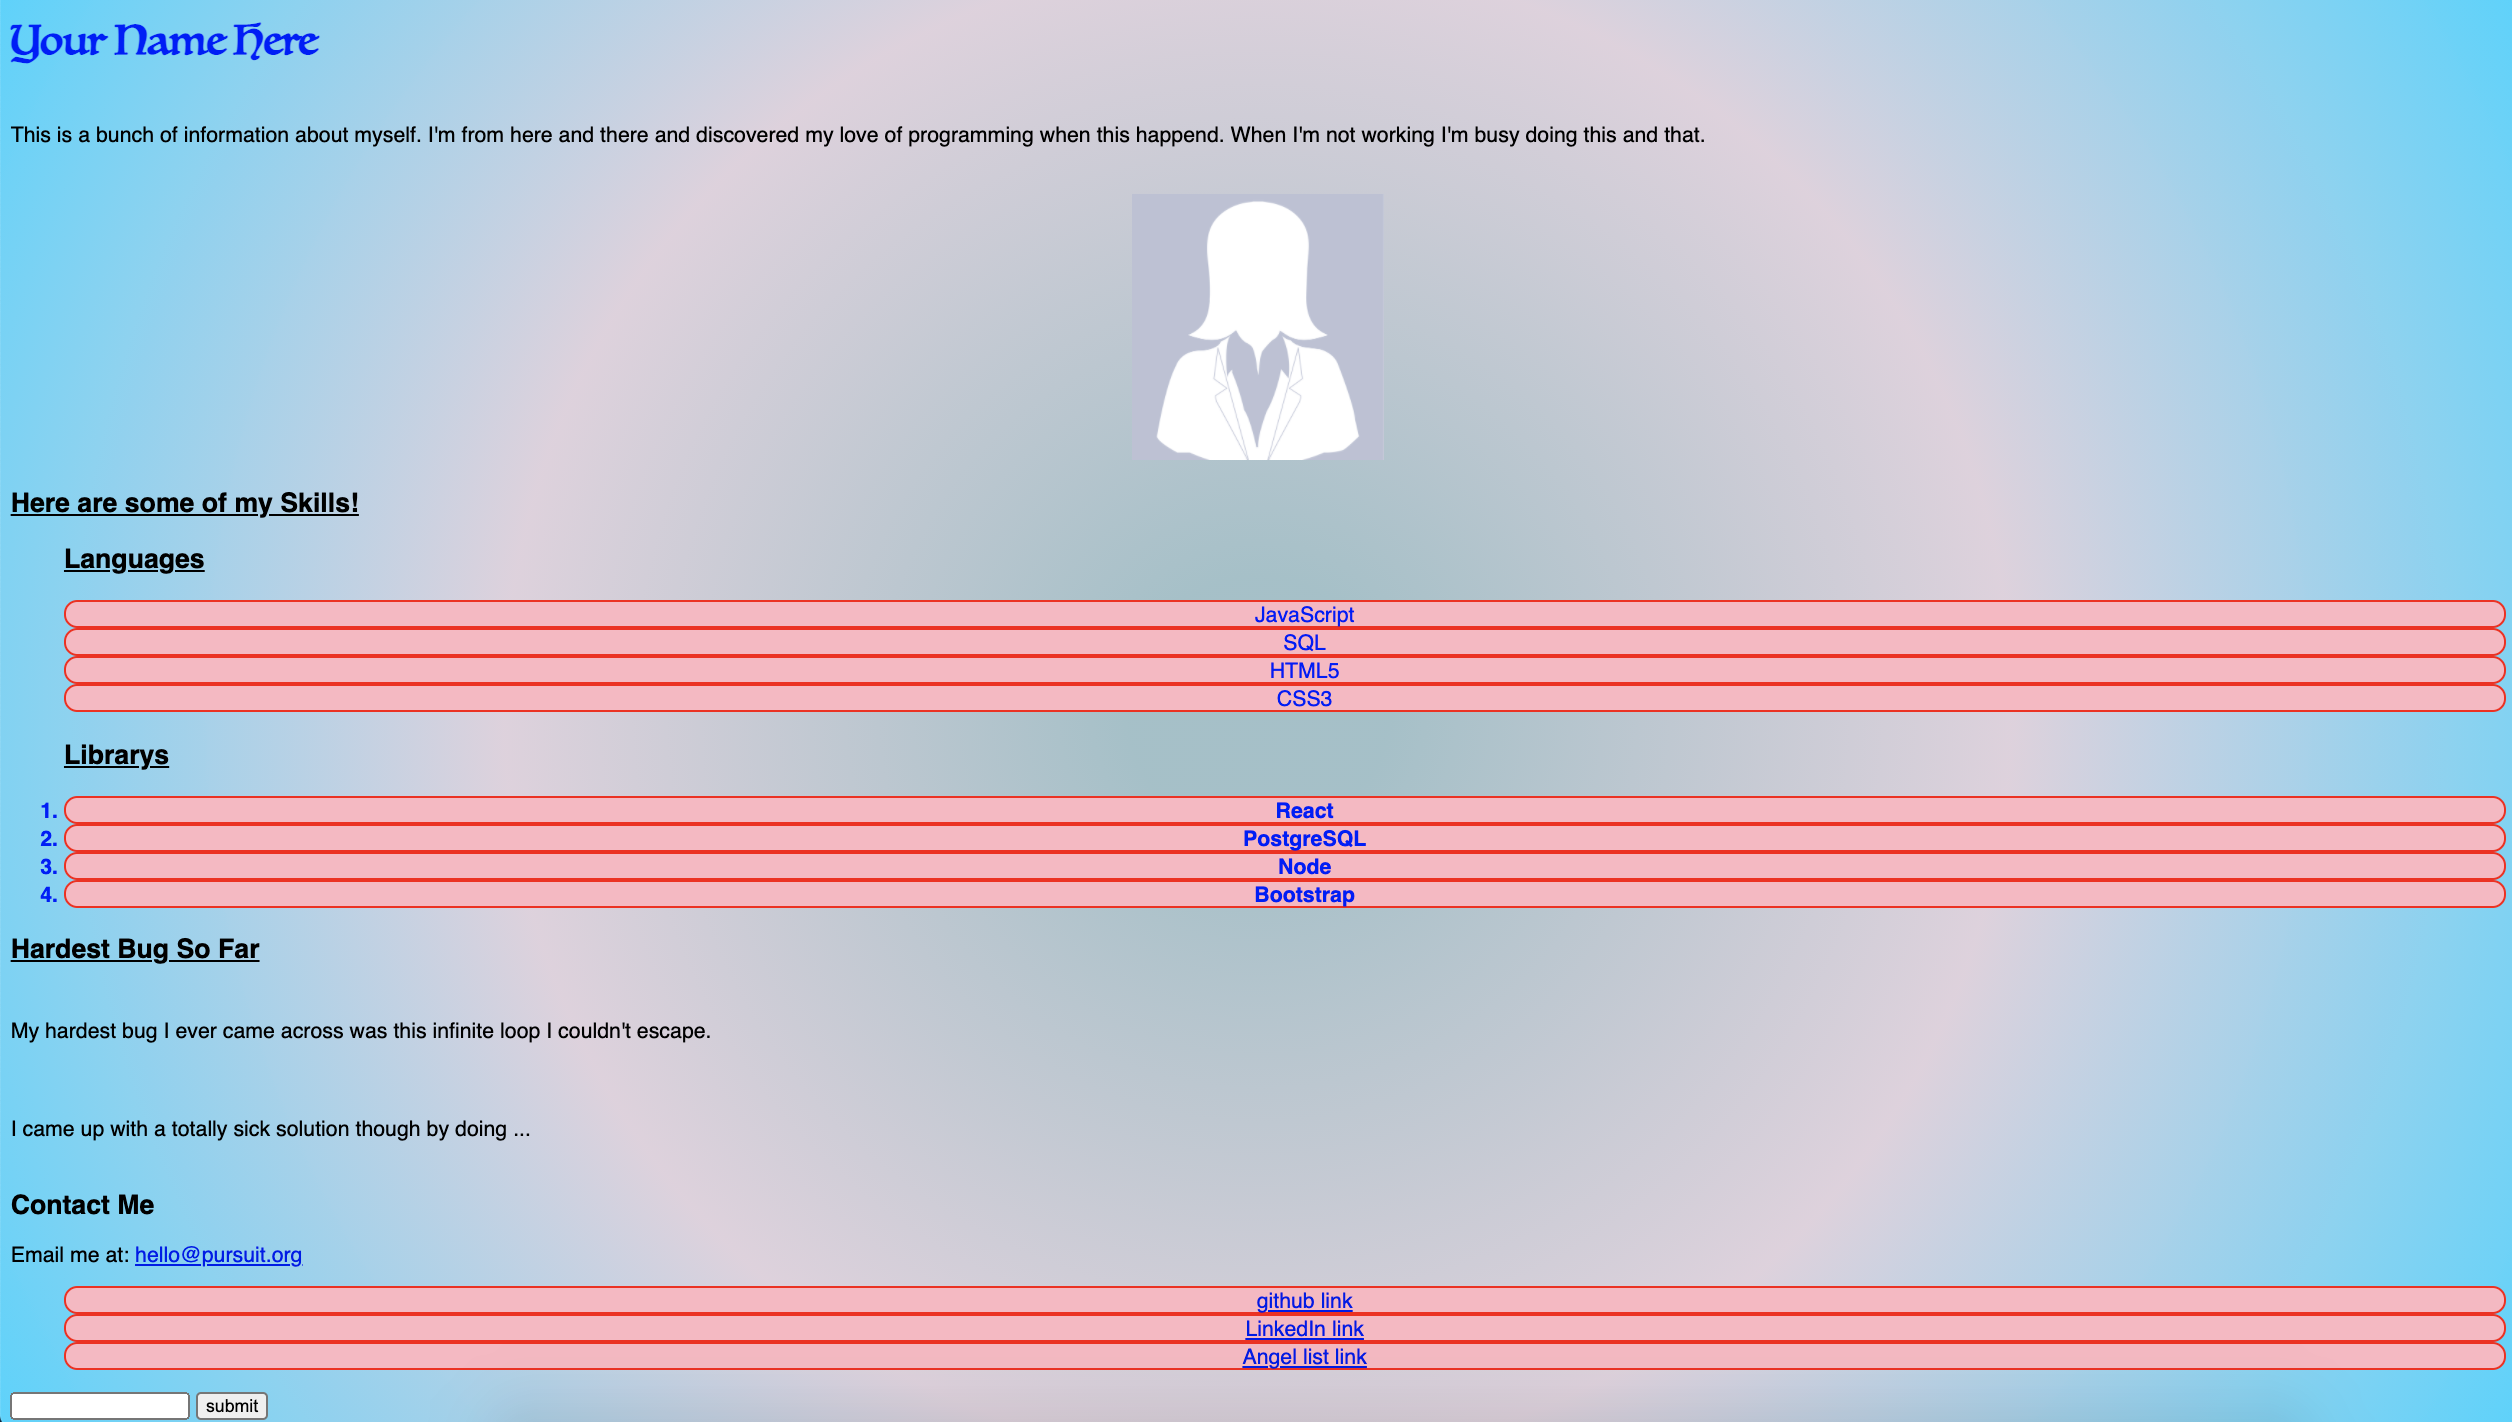 Your Name Here
This is a bunch of information about myself. I'm from here and there and discovered my love of programming when this happend. When I'm not working I'm busy doing this and that.
Here are some of my Skills!
Languages
JavaScript
SQL
HTML5
CSS3
Librarys
1. React
2. PostgreSQL
3. Node
4. Bootstrap
Hardest Bug So Far
My hardest bug I ever came across was this infinite loop I couldn't escape.
I came up with a totally sick solution though by doing ...
Contact Me
Email me at: hello@pursuit.org
github link
LinkedIn link
Angel list link
submit